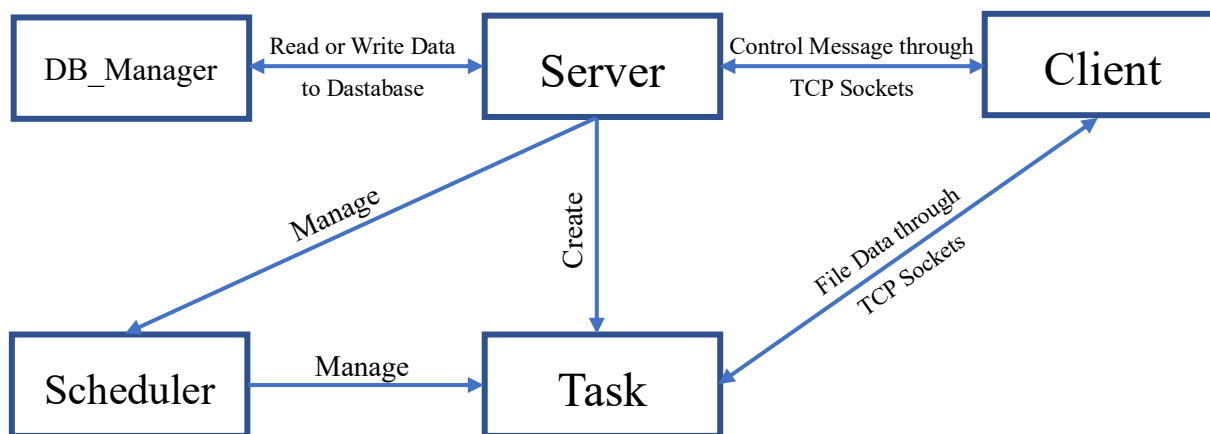 DB_Manager
Read or Write Data
to Dastabase
Server
Control Message through
TCP Sockets
Client
Manage
Create
File Data through
TCP Sockets
Scheduler
Manage
Task